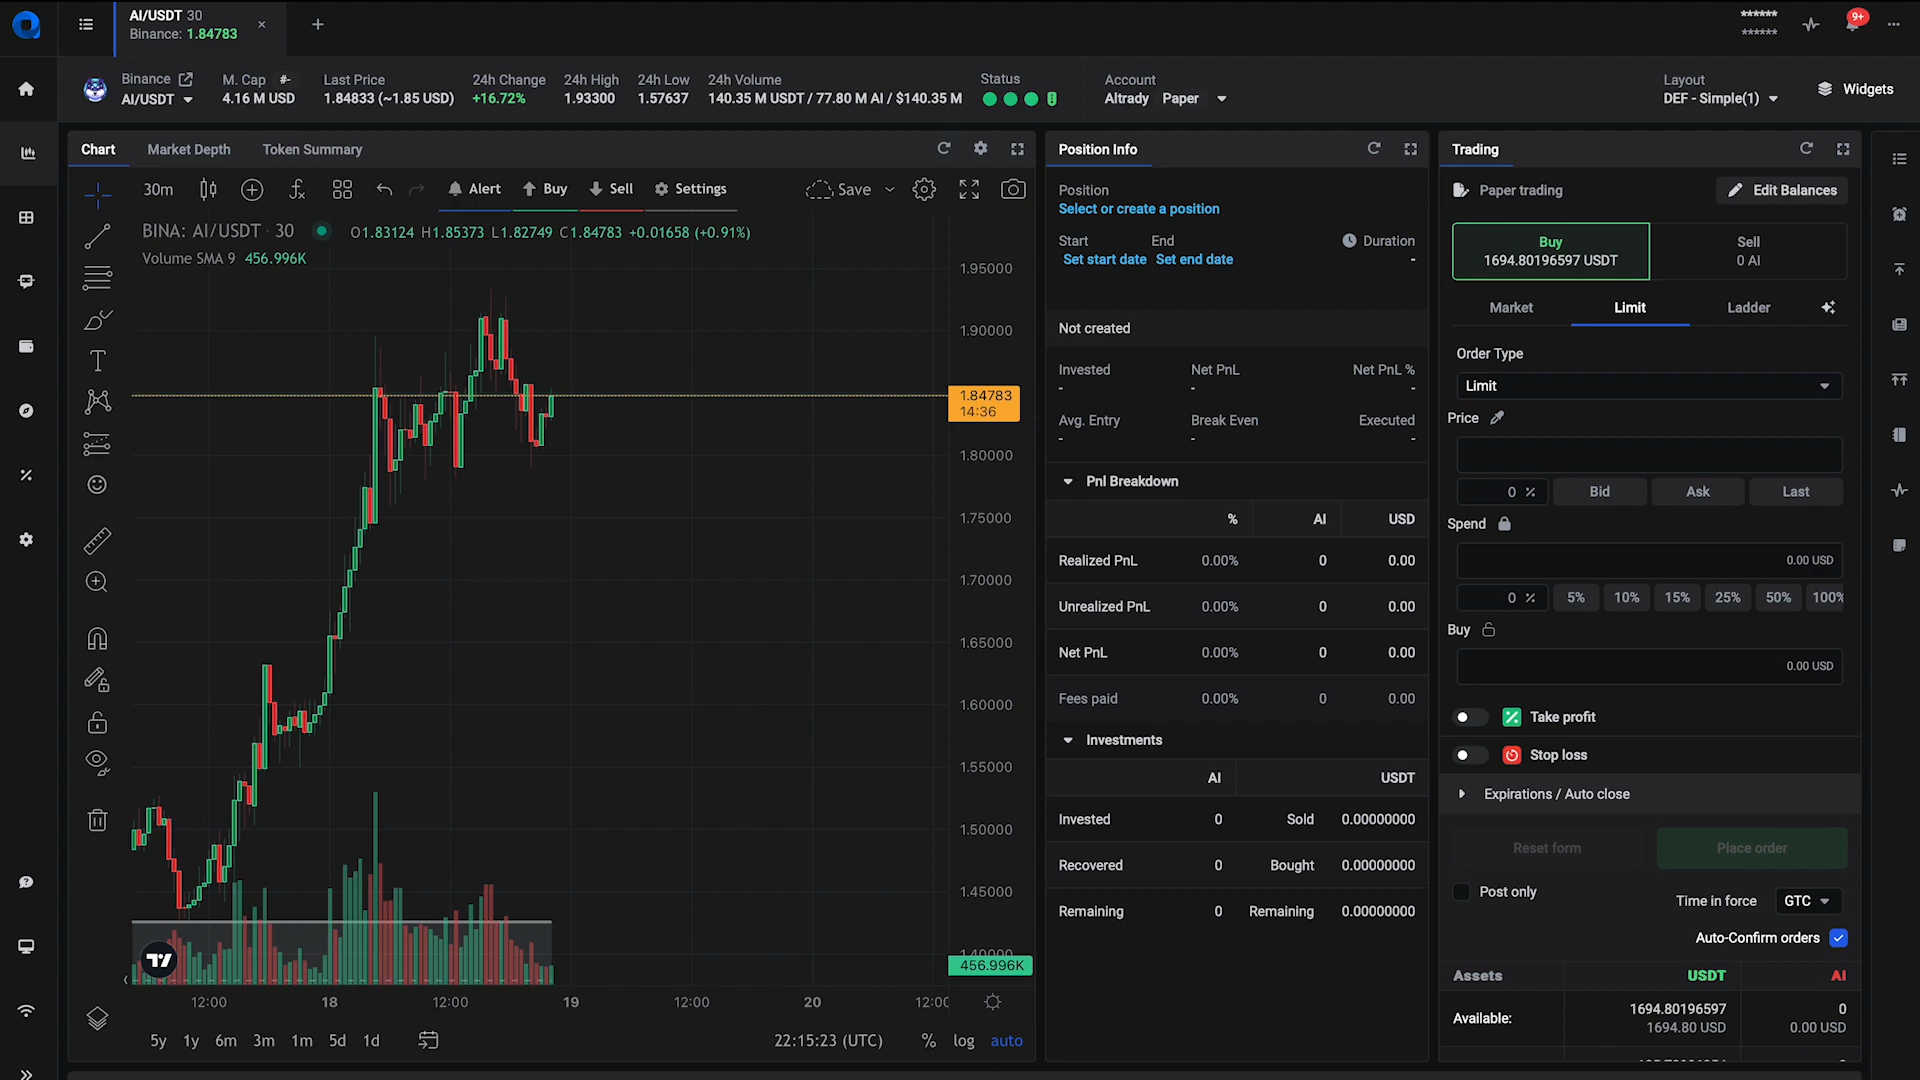 AI/USDT 30
Binance: 1.84783
******
******
9+
Binance
AI/USDT
M. Cap #-
4.16 M USD
Last Price
1.84833 (~1.85 USD)
24h Change
+16.72%
24h High
1.93300
24h Low
1.57637
24h Volume
140.35 M USDT / 77.80 M AI / $140.35 M
Status
Account
Altrady Paper
Layout
DEF - Simple(1)
Widgets
Chart Market Depth Token Summary
30m
Alert Buy Sell Settings
Save
BINA: AI/USDT · 30
O1.83124 H1.85373 L1.82749 C1.84783 +0.01658 (+0.91%)
Volume SMA 9 456.996K
1.95000
1.90000
1.84783
14:36
1.80000
1.75000
1.70000
1.65000
1.60000
1.55000
1.50000
1.45000
1.40000
456.996K
12:00 18 12:00 19 12:00 20 12:00
5y 1y 6m 3m 1m 5d 1d
22:15:23 (UTC)
% log auto
Position Info
Position
Select or create a position
Start End Duration
Set start date Set end date -
Not created
Invested Net PnL Net PnL %
- - -
Avg. Entry Break Even Executed
- - -
Pnl Breakdown
% AI USD
Realized PnL 0.00% 0 0.00
Unrealized PnL 0.00% 0 0.00
Net PnL 0.00% 0 0.00
Fees paid 0.00% 0 0.00
Investments
AI USDT
Invested 0 Sold 0.00000000
Recovered 0 Bought 0.00000000
Remaining 0 Remaining 0.00000000
Trading
Paper trading
Edit Balances
Buy
1694.80196597 USDT
Sell
0 AI
Market Limit Ladder
Order Type
Limit
Price
0 % Bid Ask Last
Spend
0.00 USD
0 % 5% 10% 15% 25% 50% 100%
Buy
0.00 USD
Take profit
Stop loss
Expirations / Auto close
Reset form Place order
Post only
Time in force GTC
Auto-Confirm orders
Assets USDT AI
Available: 1694.80196597 0
1694.80 USD 0.00 USD